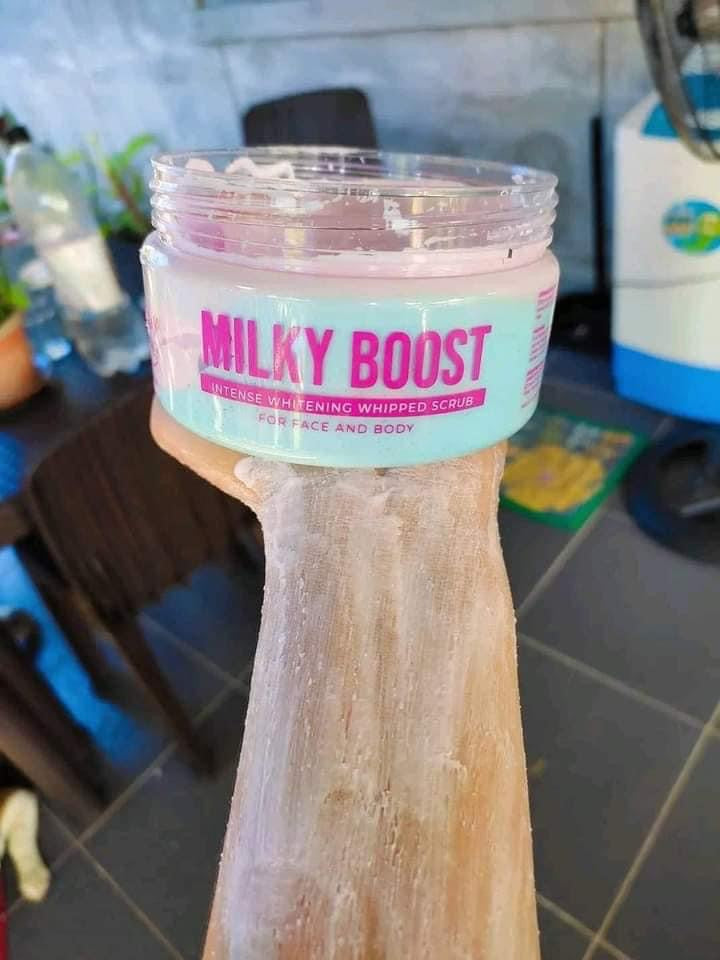 MILKY BOOST
INTENSE WHITENING WHIPPED SCRUB
FOR FACE AND BODY